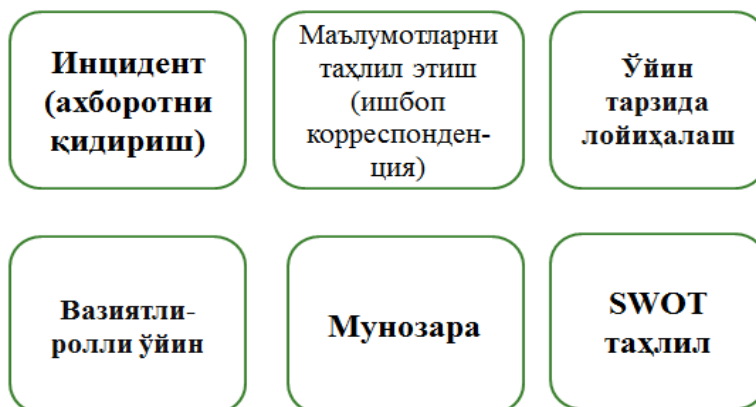 Инцидент
(ахборотни
қидириш)
Маълумотларни
таҳлил этиш
(ишбоп
корреспонден-
ция)
Ўйин
тарзида
лойиҳалаш
Вазиятли-
ролли ўйин
Мунозара
SWOT
таҳлил